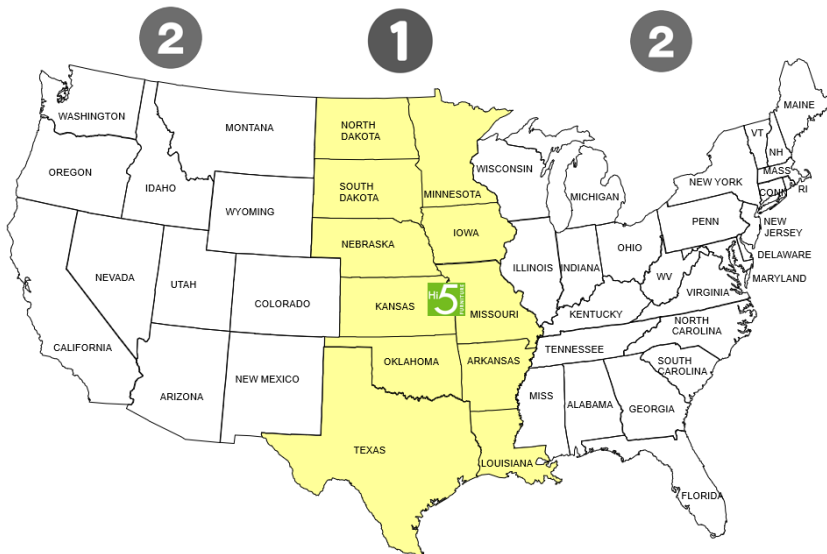 2
1
2
WASHINGTON
MONTANA
NORTH
DAKOTA
MAINE
VT
NH
OREGON
IDAHO
SOUTH
DAKOTA
MINNESOTA
WISCONSIN
MICHIGAN
NEW YORK
MASS
CONN
RI
WYOMING
NEBRASKA
IOWA
PENN
NEW
JERSEY
NEVADA
UTAH
COLORADO
KANSAS
Hi
5
FURNITURE
MISSOURI
ILLINOIS
INDIANA
OHIO
WV
VIRGINIA
DELAWARE
MARYLAND
CALIFORNIA
ARIZONA
NEW MEXICO
OKLAHOMA
ARKANSAS
KENTUCKY
TENNESSEE
NORTH
CAROLINA
SOUTH
CAROLINA
TEXAS
LOUISIANA
MISS
ALABAMA
GEORGIA
FLORIDA